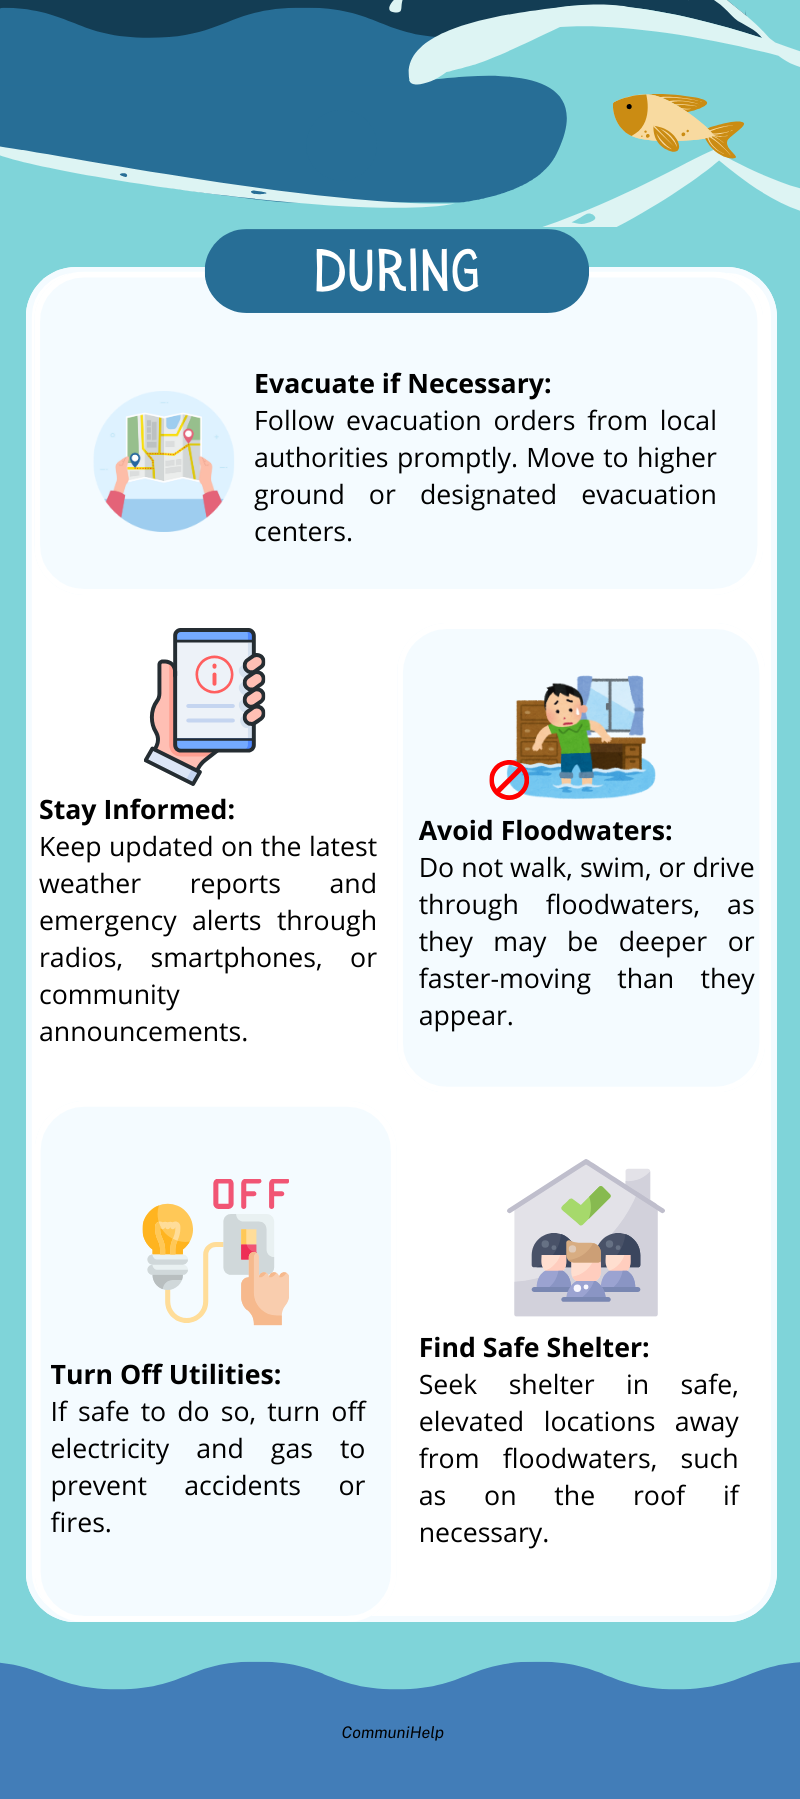 DURING
Evacuate if Necessary:
Follow evacuation orders from local
authorities promptly. Move to higher
ground or designated evacuation
centers.
Stay Informed:
Keep updated on the latest
weather reports and
emergency alerts through
radios, smartphones, or
community
announcements.
Avoid Floodwaters:
Do not walk, swim, or drive
through floodwaters, as
they may be deeper or
faster-moving than they
appear.
OFF
Turn Off Utilities:
If safe to do so, turn off
electricity and gas to
prevent accidents or
fires.
Find Safe Shelter:
Seek shelter in safe,
elevated locations away
from floodwaters, such
as on the roof if
necessary.
CommuniHelp